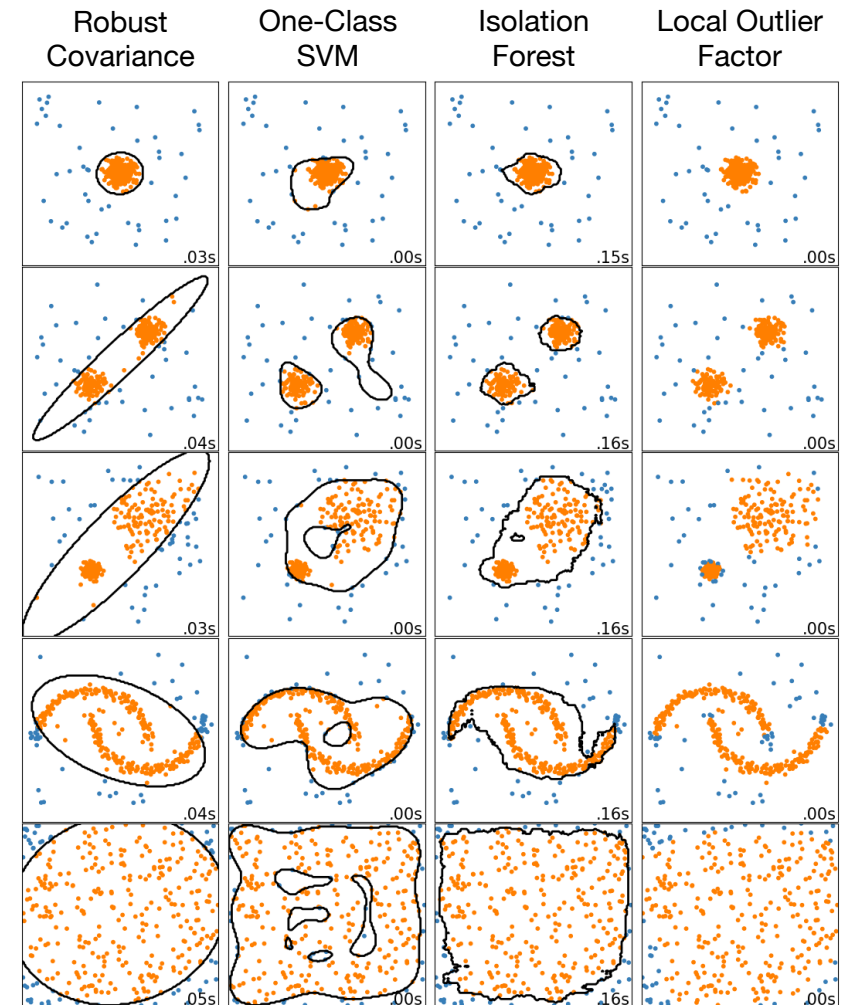 Robust
Covariance
One-Class
SVM
Isolation
Forest
Local Outlier
Factor
.03s
.00s
.15s
.00s
.04s
.00s
.16s
.00s
.03s
.00s
.16s
.00s
.04s
.00s
.16s
.00s
.05s
.00s
.16s
.00s